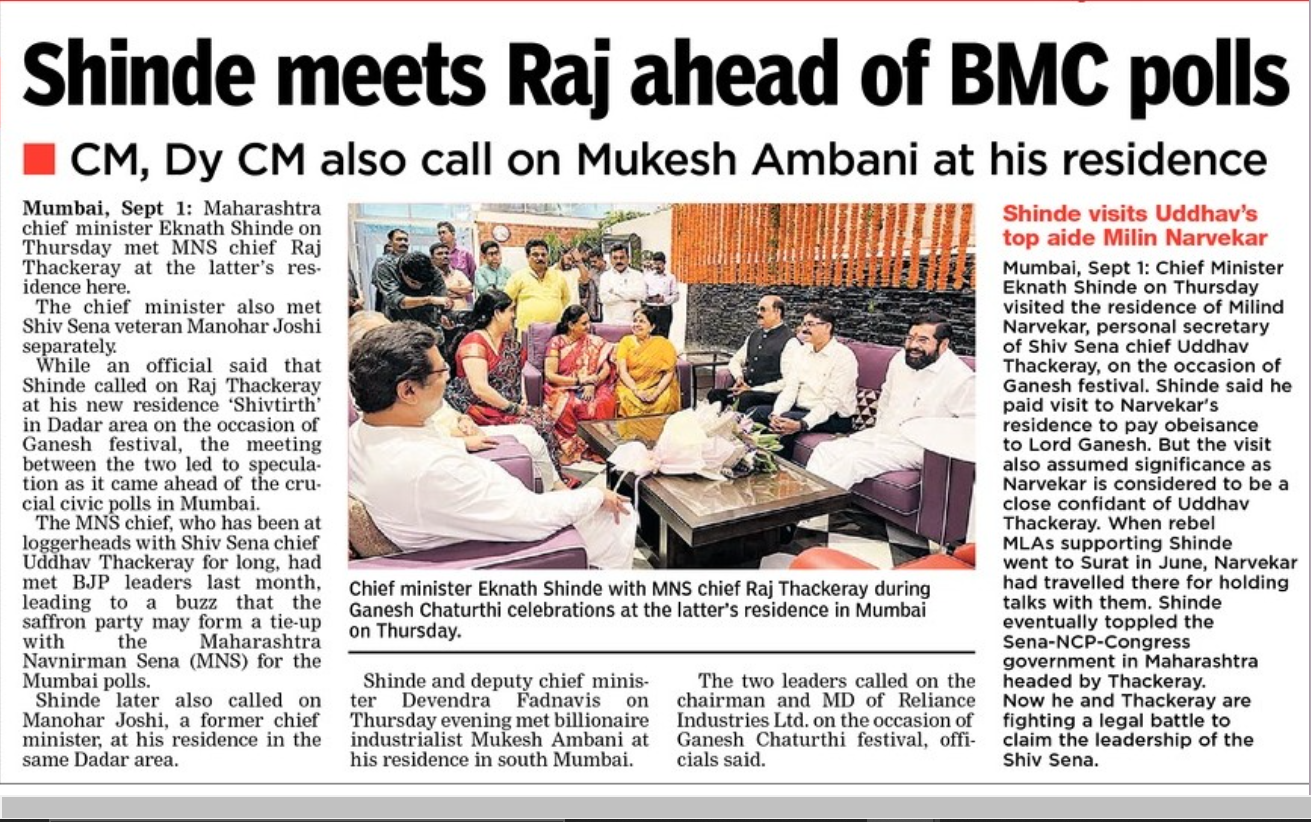 Shinde meets Raj ahead of BMC polls
CM, Dy CM also call on Mukesh Ambani at his residence
Mumbai, Sept 1: Maharashtra
chief minister Eknath Shinde on
Thursday met MNS chief Raj
Thackeray at the latter's res-
idence here.
The chief minister also met
Shiv Sena veteran Manohar Joshi
separately.
While an official said that
Shinde called on Raj Thackeray
at his new residence 'Shivtirth'
in Dadar area on the occasion of
Ganesh festival, the meeting
between the two led to specula-
tion as it came ahead of the cru-
cial civic polls in Mumbai.
The MNS chief, who has been at
loggerheads with Shiv Sena chief
Uddhav Thackeray for long, had
met BJP leaders last month,
leading to a buzz that the
saffron party may form a tie-up
with the Maharashtra
Navnirman Sena (MNS) for the
Mumbai polls.
Shinde later also called on
Manohar Joshi, a former chief
minister, at his residence in the
same Dadar area.
Chief minister Eknath Shinde with MNS chief Raj Thackeray during
Ganesh Chaturthi celebrations at the latter's residence in Mumbai
on Thursday.
Shinde and deputy chief minis-
ter Devendra Fadnavis on
Thursday evening met billionaire
industrialist Mukesh Ambani at
his residence in south Mumbai.
The two leaders called on the
chairman and MD of Reliance
Industries Ltd. on the occasion of
Ganesh Chaturthi festival, offi-
cials said.
Shinde visits Uddhav's
top aide Milin Narvekar
Mumbai, Sept 1: Chief Minister
Eknath Shinde on Thursday
visited the residence of Milind
Narvekar, personal secretary
of Shiv Sena chief Uddhav
Thackeray, on the occasion of
Ganesh festival. Shinde said he
paid visit to Narvekar's
residence to pay obeisance
to Lord Ganesh. But the visit
also assumed significance as
Narvekar is considered to be a
close confidant of Uddhav
Thackeray. When rebel
MLAs supporting Shinde
went to Surat in June, Narvekar
had travelled there for holding
talks with them. Shinde
eventually toppled the
Sena-NCP-Congress
government in Maharashtra
headed by Thackeray.
Now he and Thackeray are
fighting a legal battle to
claim the leadership of the
Shiv Sena.